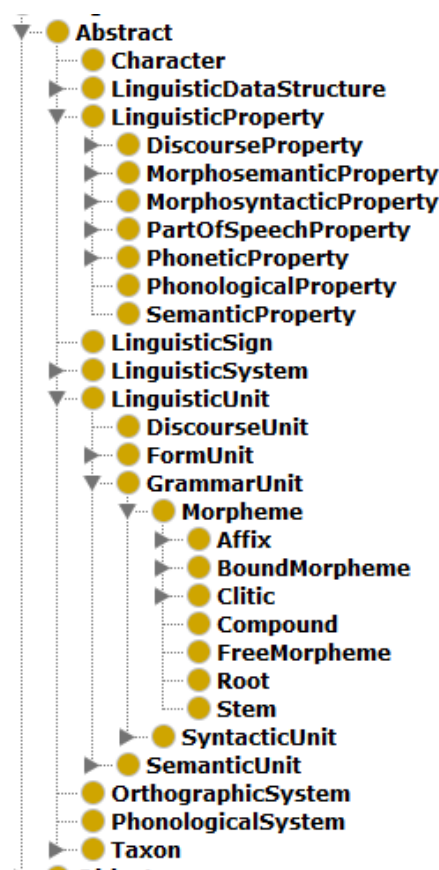 Abstract
Character
LinguisticDataStructure
LinguisticProperty
DiscourseProperty
MorphosemanticProperty
MorphosyntacticProperty
PartOfSpeechProperty
PhoneticProperty
PhonologicalProperty
SemanticProperty
LinguisticSign
LinguisticSystem
LinguisticUnit
DiscourseUnit
FormUnit
GrammarUnit
Morpheme
Affix
BoundMorpheme
Clitic
Compound
FreeMorpheme
Root
Stem
SyntacticUnit
SemanticUnit
OrthographicSystem
PhonologicalSystem
Taxon